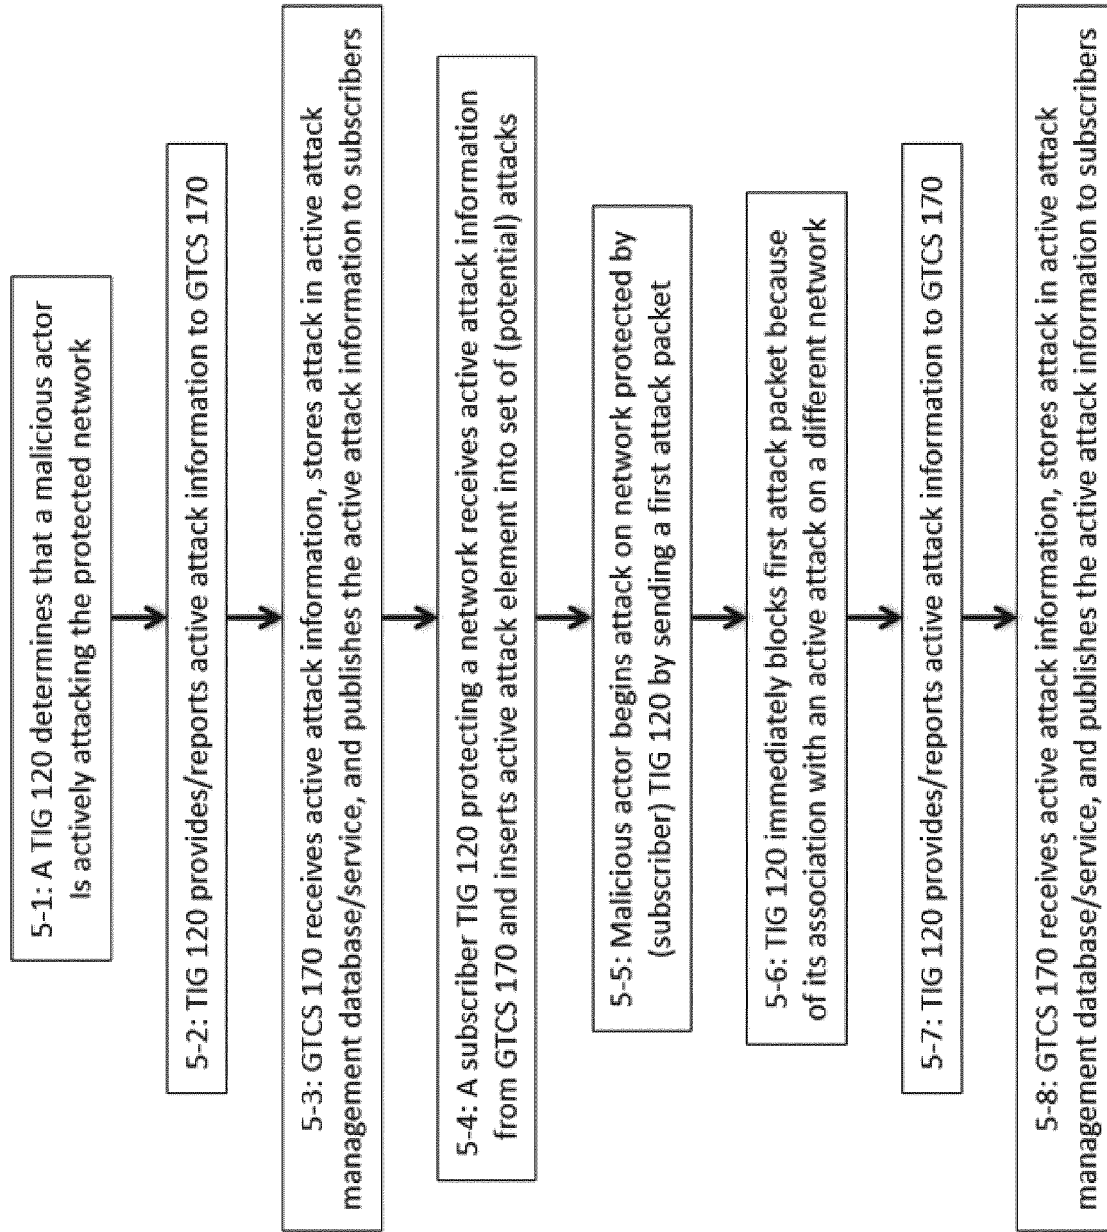 5-1: A TIG 120 determines that a malicious actor
Is actively attacking the protected network
5-2: TIG 120 provides/reports active attack information to GTCS 170
5-3: GTCS 170 receives active attack information, stores attack in active attack
management database/service, and publishes the active attack information to subscribers
5-4: A subscriber TIG 120 protecting a network receives active attack information
from GTCS 170 and inserts active attack element into set of (potential) attacks
5-5: Malicious actor begins attack on network protected by
(subscriber) TIG 120 by sending a first attack packet
5-6: TIG 120 immediately blocks first attack packet because
of its association with an active attack on a different network
5-7: TIG 120 provides/reports active attack information to GTCS 170
5-8: GTCS 170 receives active attack information, stores attack in active attack
management database/service, and publishes the active attack information to subscribers